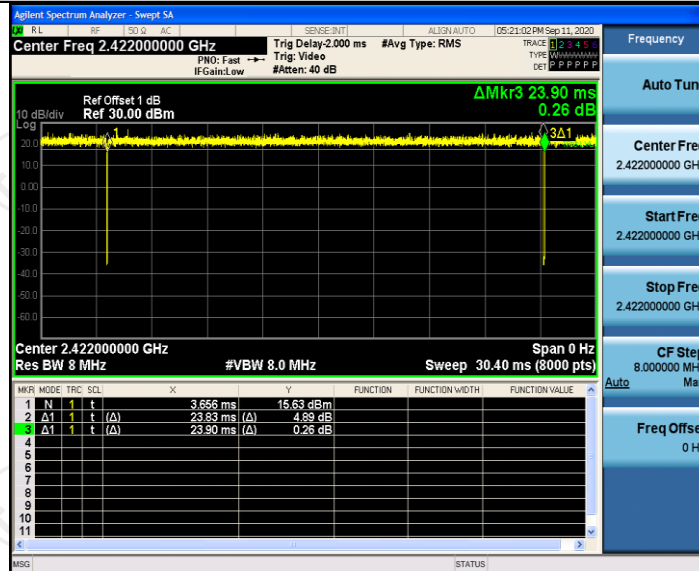 Agilent Spectrum Analyzer - Swept SA
RL RF 50 Ω AC SENSE:INT ALIGN AUTO 05:21:02 PM Sep 11, 2020
Center Freq 2.422000000 GHz
PNO: Fast
IFGain:Low
Trig Delay-2.000 ms
Trig: Video
#Atten: 40 dB
#Avg Type: RMS
TRACE 1 2 3 4 5 6
TYPE W
DET P P P P P P
ΔMkr3 23.90 ms
0.26 dB
Ref Offset 1 dB
10 dB/div Ref 30.00 dBm
Log
1
3Δ1
20.0
10.0
0.00
-10.0
-20.0
-30.0
-40.0
-50.0
-60.0
Center 2.422000000 GHz Span 0 Hz
Res BW 8 MHz #VBW 8.0 MHz Sweep 30.40 ms (8000 pts)
MKR MODE TRC SCL X Y FUNCTION FUNCTION WIDTH FUNCTION VALUE
1 N 1 t 3.656 ms 15.63 dBm
2 Δ1 1 t (Δ) 23.83 ms (Δ) 4.89 dB
3 Δ1 1 t (Δ) 23.90 ms (Δ) 0.26 dB
4
5
6
7
8
9
10
11
MSG STATUS
Frequency
Auto Tun
Center Fre
2.422000000 GH
Start Fre
2.422000000 GH
Stop Fre
2.422000000 GH
CF Ste
8.000000 MH
Auto Ma
Freq Offse
0 H